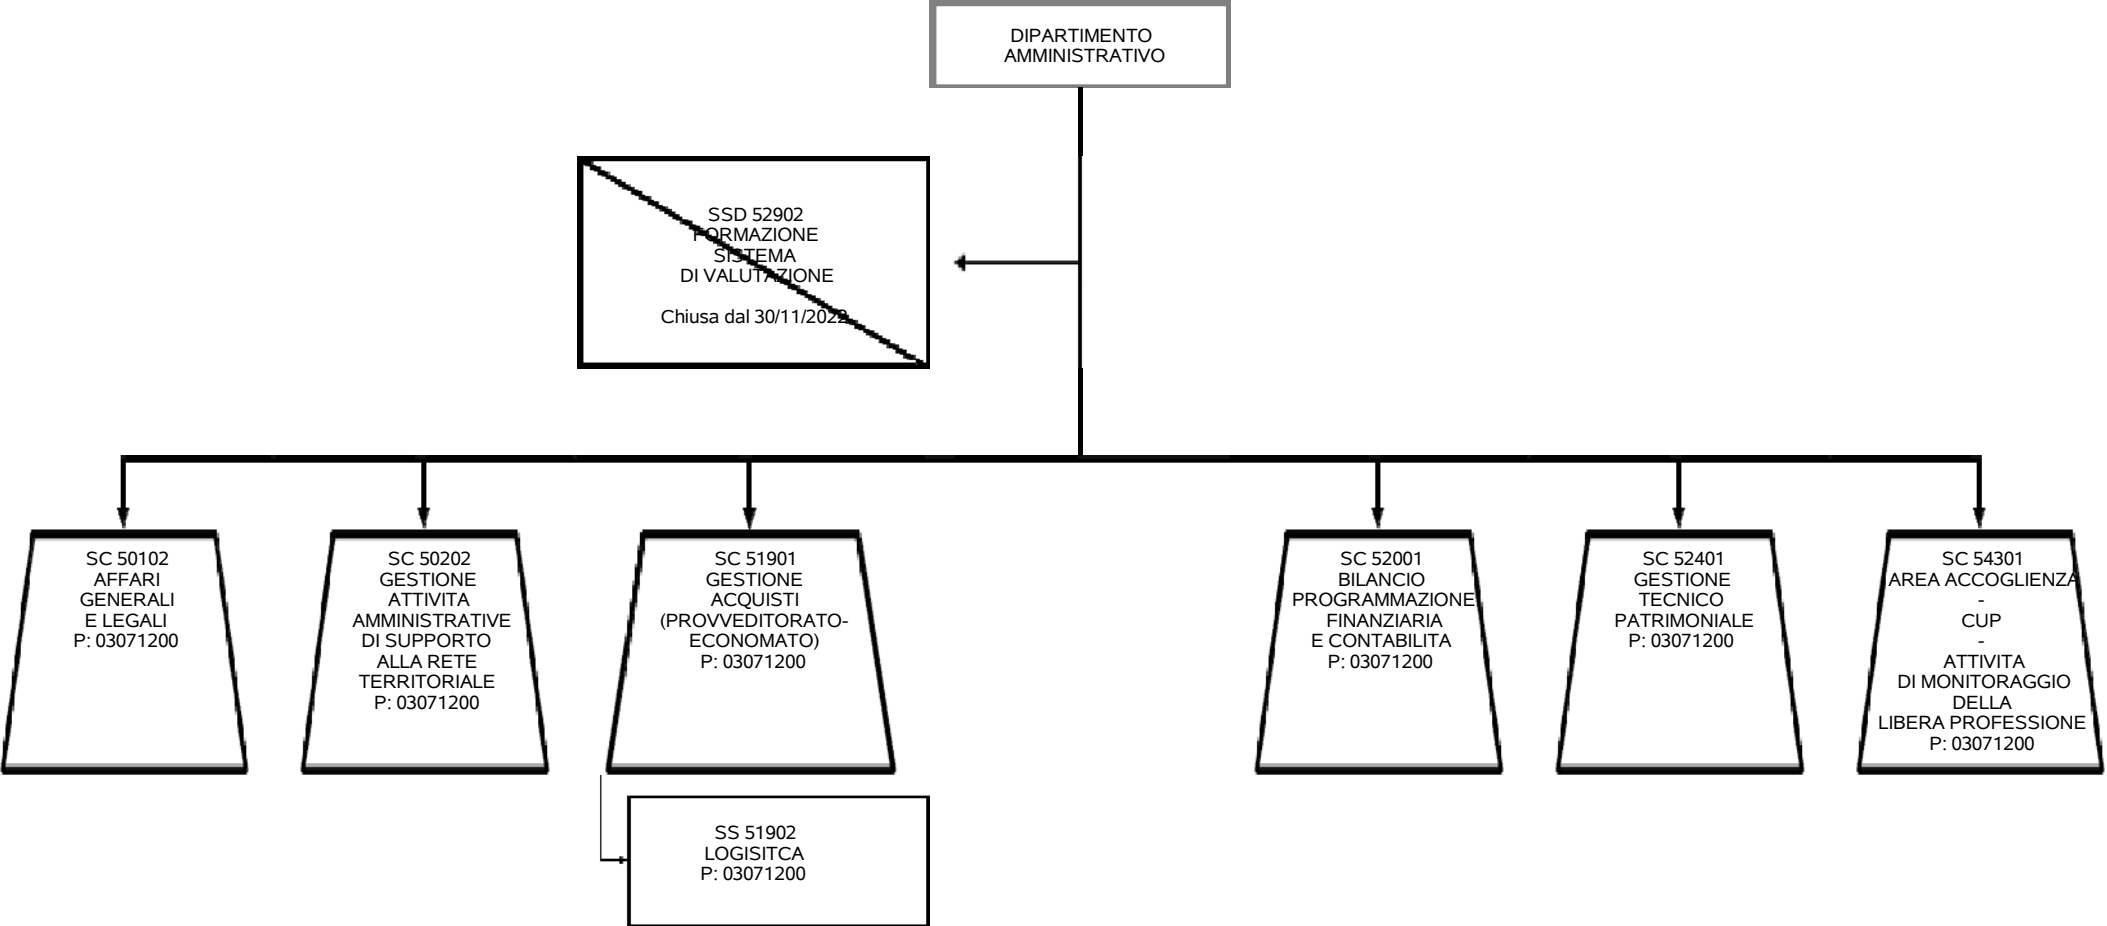 DIPARTIMENTO
AMMINISTRATIVO
SSD 52902
FORMAZIONE
SISTEMA
DI VALUTAZIONE
Chiusa dal 30/11/2022
SC 50102
AFFARI
GENERALI
E LEGALI
P: 03071200
SC 50202
GESTIONE
ATTIVITA
AMMINISTRATIVE
DI SUPPORTO
ALLA RETE
TERRITORIALE
P: 03071200
SC 51901
GESTIONE
ACQUISTI
(PROVVEDITORATO-
ECONOMATO)
P: 03071200
SC 52001
BILANCIO
PROGRAMMAZIONE
FINANZIARIA
E CONTABILITA
P: 03071200
SC 52401
GESTIONE
TECNICO
PATRIMONIALE
P: 03071200
SC 54301
AREA ACCOGLIENZA
-
CUP
-
ATTIVITA
DI MONITORAGGIO
DELLA
LIBERA PROFESSIONE
P: 03071200
SS 51902
LOGISITCA
P: 03071200